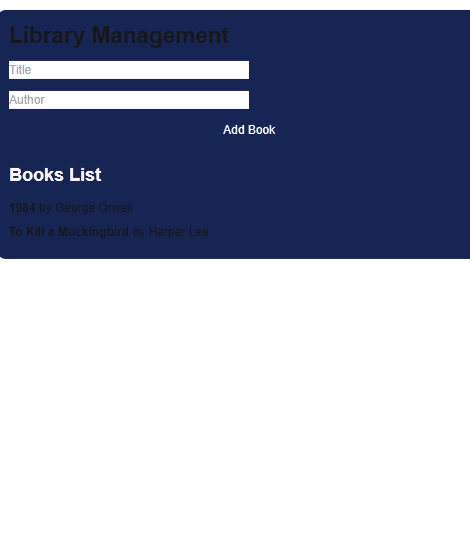 Library Management
Title
Author
Add Book
Books List
1984 by George Orwell
To Kill a Mockingbird by Harper Lee